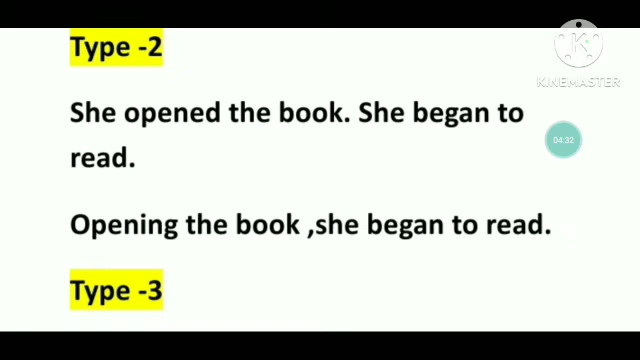 Type -2
KINEMASTER
She opened the book. She began to
04:32
read.
Opening the book ,she began to read.
Type -3